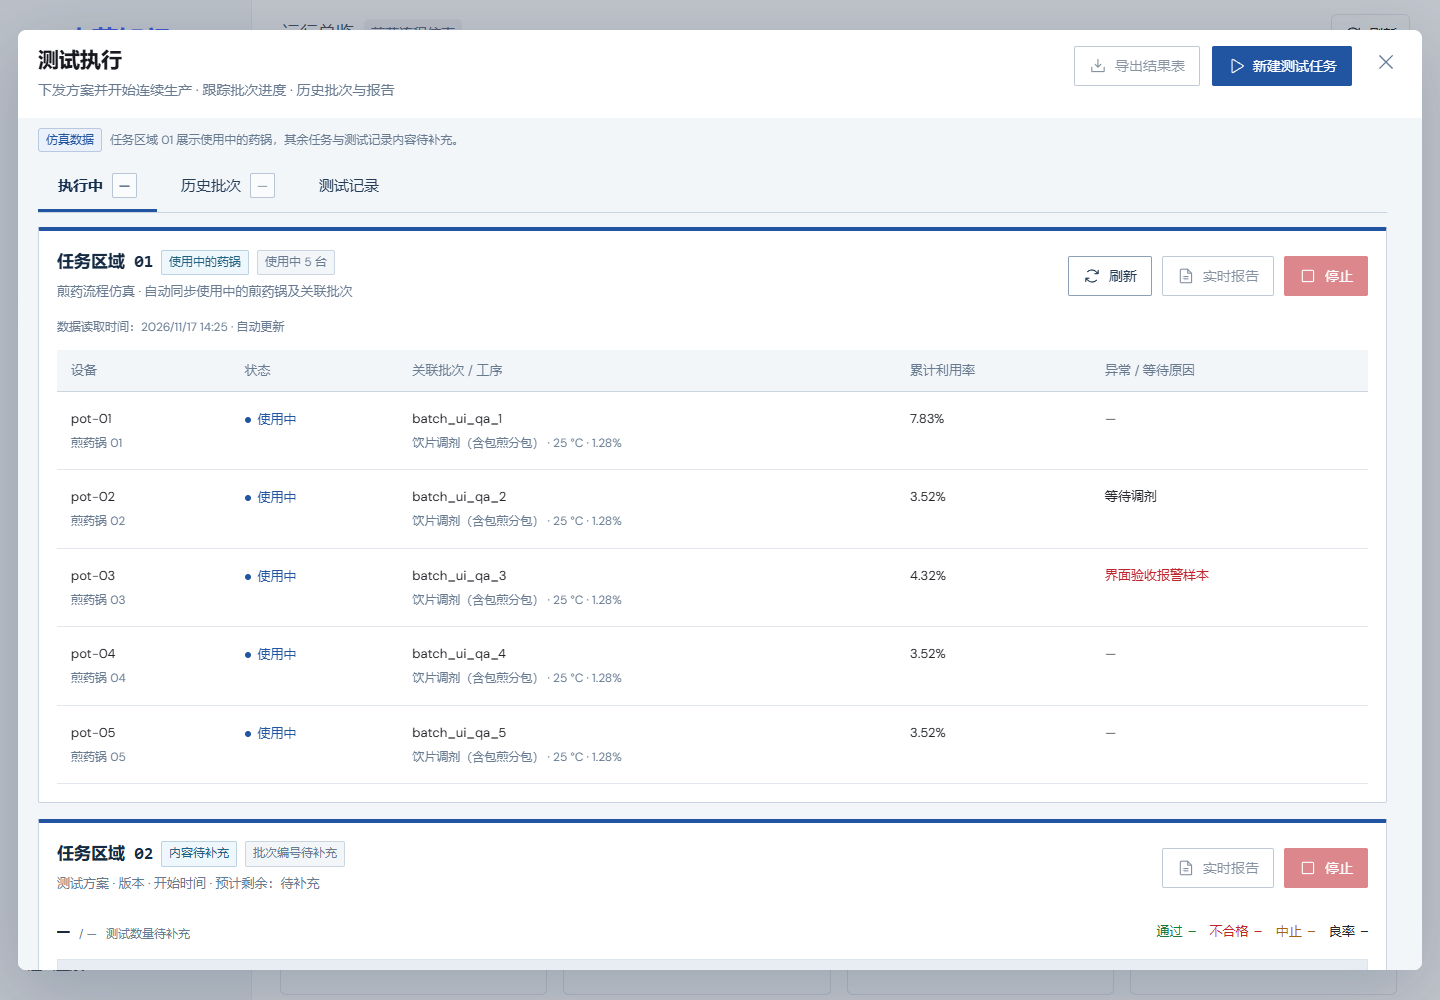 测试执行
下发方案并开始连续生产 · 跟踪批次进度 · 历史批次与报告
导出结果表
新建测试任务
仿真数据 任务区域 01 展示使用中的药锅，其余任务与测试记录内容待补充。
执行中 — 历史批次 — 测试记录
任务区域 01 使用中的药锅 使用中 5 台
煎药流程仿真 · 自动同步使用中的煎药锅及关联批次
刷新 实时报告 停止
数据读取时间：2026/11/17 14:25 · 自动更新
设备 状态 关联批次 / 工序 累计利用率 异常 / 等待原因
pot-01 使用中 batch_ui_qa_1 7.83% —
煎药锅 01 饮片调剂（含包煎分包） · 25 °C · 1.28%
pot-02 使用中 batch_ui_qa_2 3.52% 等待调剂
煎药锅 02 饮片调剂（含包煎分包） · 25 °C · 1.28%
pot-03 使用中 batch_ui_qa_3 4.32% 界面验收报警样本
煎药锅 03 饮片调剂（含包煎分包） · 25 °C · 1.28%
pot-04 使用中 batch_ui_qa_4 3.52% —
煎药锅 04 饮片调剂（含包煎分包） · 25 °C · 1.28%
pot-05 使用中 batch_ui_qa_5 3.52% —
煎药锅 05 饮片调剂（含包煎分包） · 25 °C · 1.28%
任务区域 02 内容待补充 批次编号待补充
测试方案 · 版本 · 开始时间 · 预计剩余：待补充
实时报告 停止
— / — 测试数量待补充
通过 — 不合格 — 中止 — 良率 —